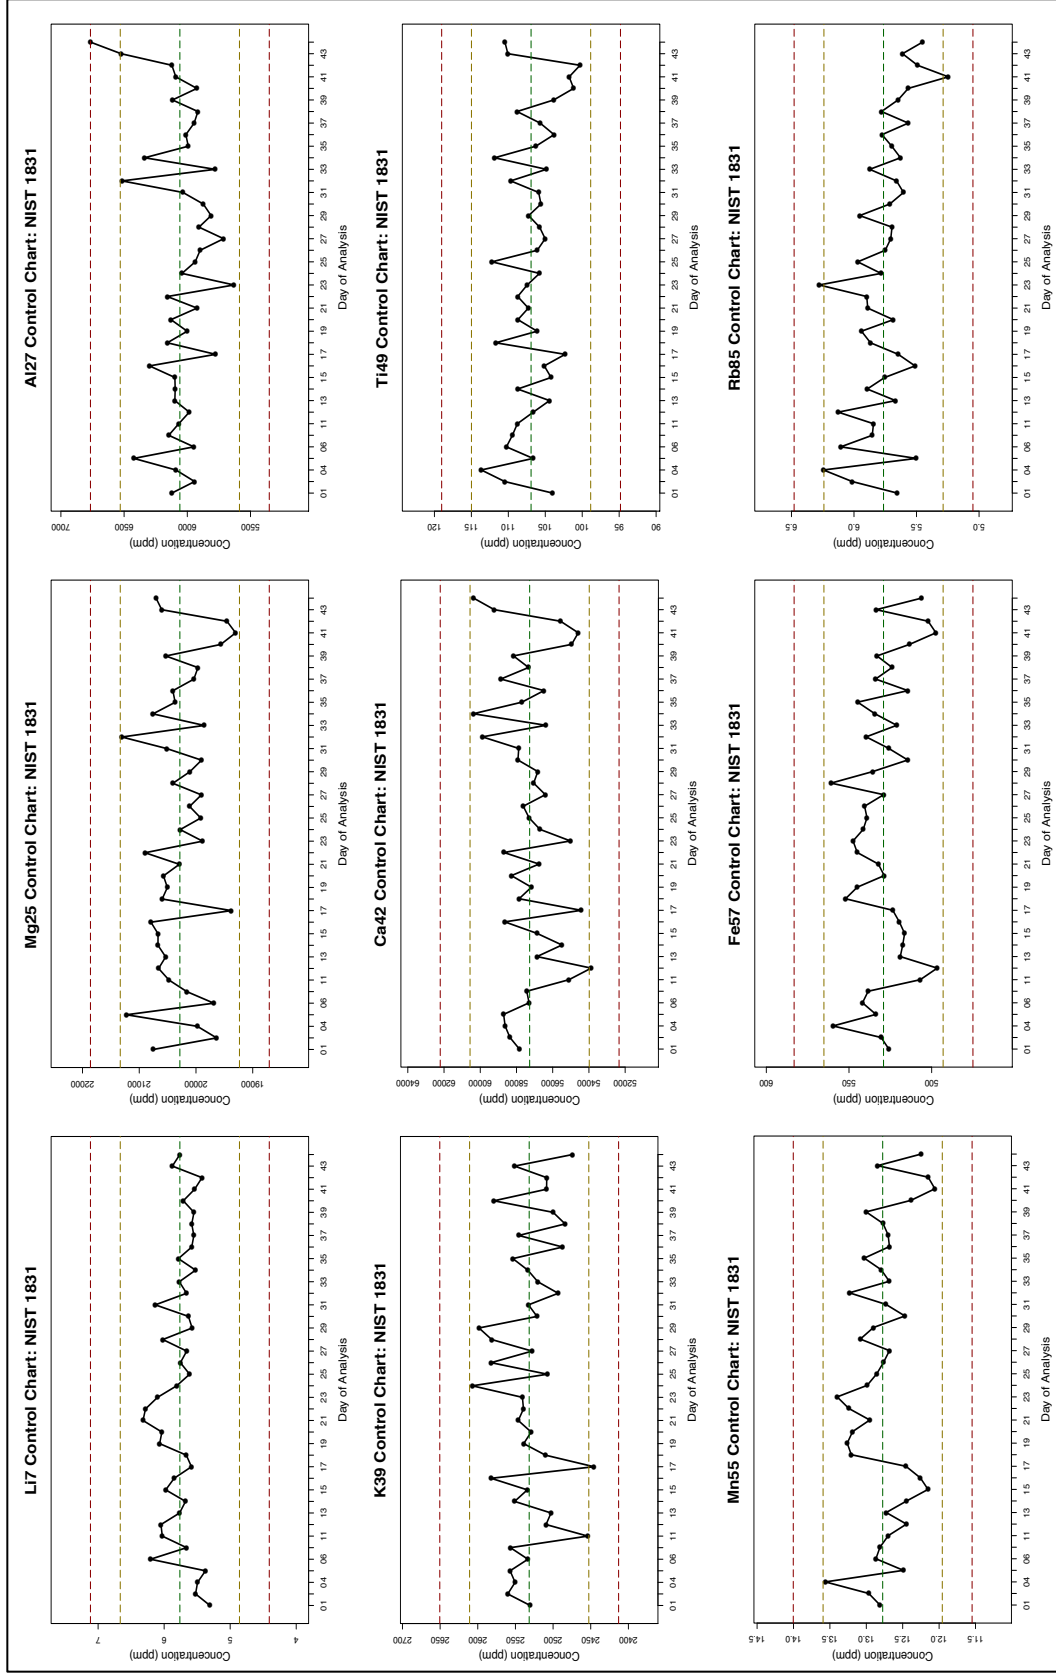 Li7 Control Chart: NIST 1831
Concentration (ppm)
7
6
5
4
01 04 06 11 13 15 17 19 21 23 25 27 29 31 33 35 37 39 41 43
Day of Analysis
Mg25 Control Chart: NIST 1831
Concentration (ppm)
22000
21000
20000
19000
01 04 06 11 13 15 17 19 21 23 25 27 29 31 33 35 37 39 41 43
Day of Analysis
Al27 Control Chart: NIST 1831
Concentration (ppm)
7000
6500
6000
5500
01 04 06 11 13 15 17 19 21 23 25 27 29 31 33 35 37 39 41 43
Day of Analysis
K39 Control Chart: NIST 1831
Concentration (ppm)
2700
2650
2600
2550
2500
2450
2400
01 04 06 11 13 15 17 19 21 23 25 27 29 31 33 35 37 39 41 43
Day of Analysis
Ca42 Control Chart: NIST 1831
Concentration (ppm)
64000
62000
60000
58000
56000
54000
52000
01 04 06 11 13 15 17 19 21 23 25 27 29 31 33 35 37 39 41 43
Day of Analysis
Ti49 Control Chart: NIST 1831
Concentration (ppm)
120
115
110
105
100
95
90
01 04 06 11 13 15 17 19 21 23 25 27 29 31 33 35 37 39 41 43
Day of Analysis
Mn55 Control Chart: NIST 1831
Concentration (ppm)
14.5
14.0
13.5
13.0
12.5
12.0
11.5
01 04 06 11 13 15 17 19 21 23 25 27 29 31 33 35 37 39 41 43
Day of Analysis
Fe57 Control Chart: NIST 1831
Concentration (ppm)
600
550
500
01 04 06 11 13 15 17 19 21 23 25 27 29 31 33 35 37 39 41 43
Day of Analysis
Rb85 Control Chart: NIST 1831
Concentration (ppm)
6.5
6.0
5.5
5.0
01 04 06 11 13 15 17 19 21 23 25 27 29 31 33 35 37 39 41 43
Day of Analysis